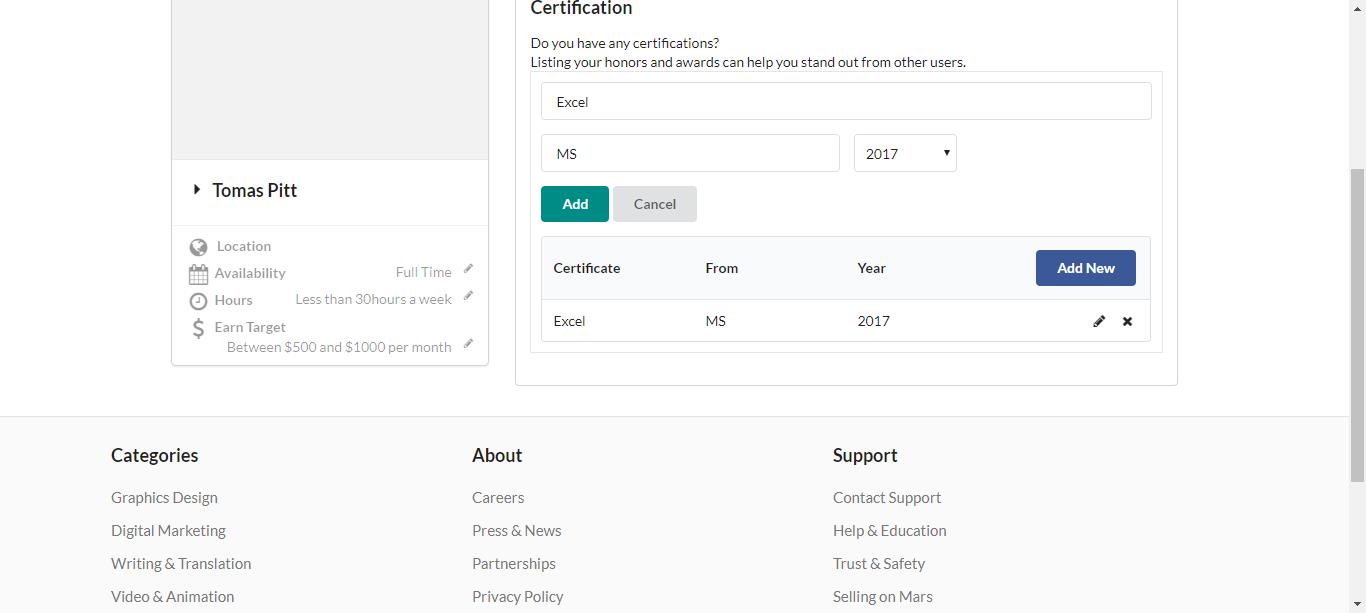 Certification
Do you have any certifications?
Listing your honors and awards can help you stand out from other users.
Excel
MS 2017
Add Cancel
Certificate From Year Add New
Excel MS 2017
Tomas Pitt
Location
Availability Full Time
Hours Less than 30hours a week
Earn Target
Between $500 and $1000 per month
Categories
Graphics Design
Digital Marketing
Writing & Translation
Video & Animation
About
Careers
Press & News
Partnerships
Privacy Policy
Support
Contact Support
Help & Education
Trust & Safety
Selling on Mars